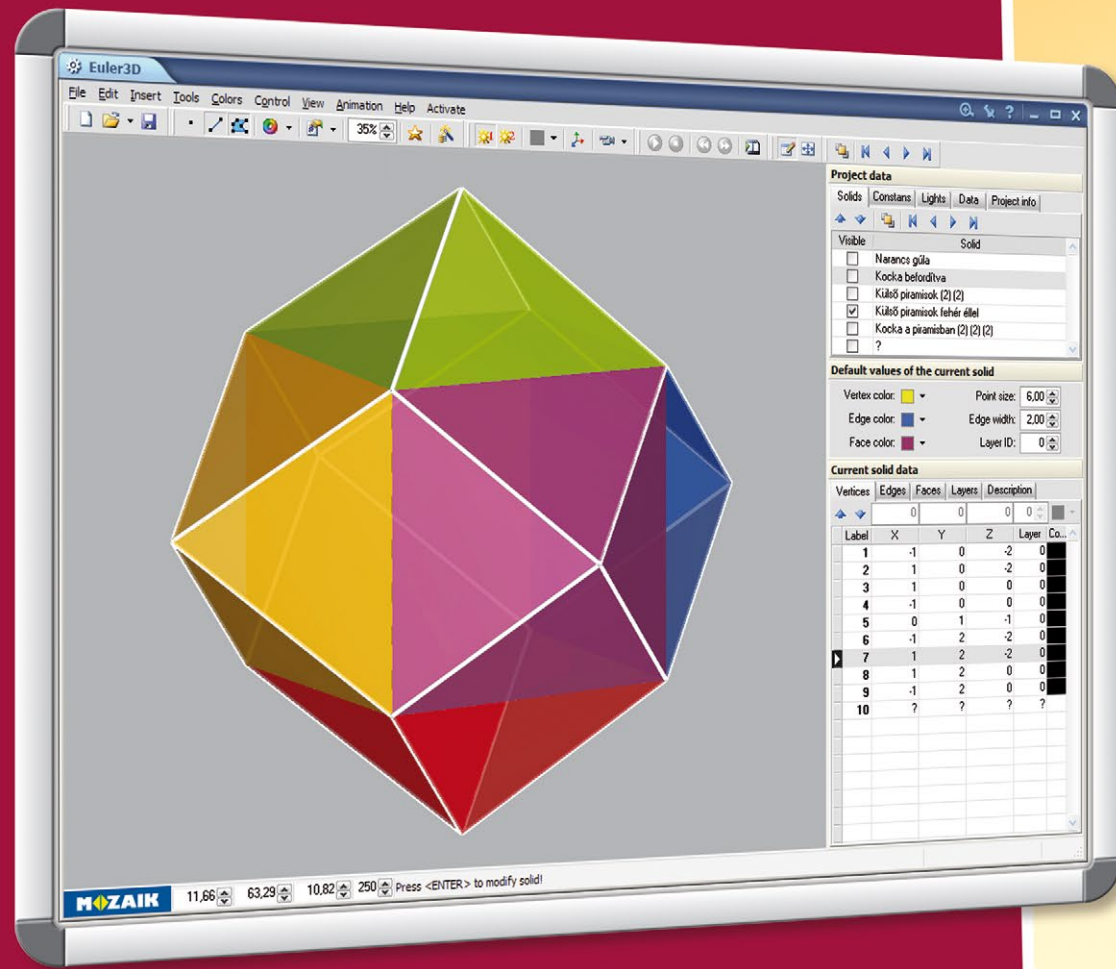 Euler3D
File Edit Insert Tools Colors Control View Animation Help Activate
35%
Project data
Solids Constans Lights Data Project info
Visible Solid
Narancs gúla
Kocka befordítva
Külső piramisok (2) (2)
Külső piramisok fehér éllel
Kocka a piramisban (2) (2) (2)
?
Default values of the current solid
Vertex color: Point size: 6,00
Edge color: Edge width: 2,00
Face color: Layer ID: 0
Current solid data
Vertices Edges Faces Layers Description
0 0 0 0
Label X Y Z Layer Co...
1 -1 0 -2 0
2 1 0 -2 0
3 1 0 0 0
4 -1 0 0 0
5 0 1 -1 0
6 -1 2 -2 0
7 1 2 -2 0
8 1 2 0 0
9 -1 2 0 0
10 ? ? ? ?
MOZAIK 11,66 63,29 10,82 250 Press <ENTER> to modify solid!